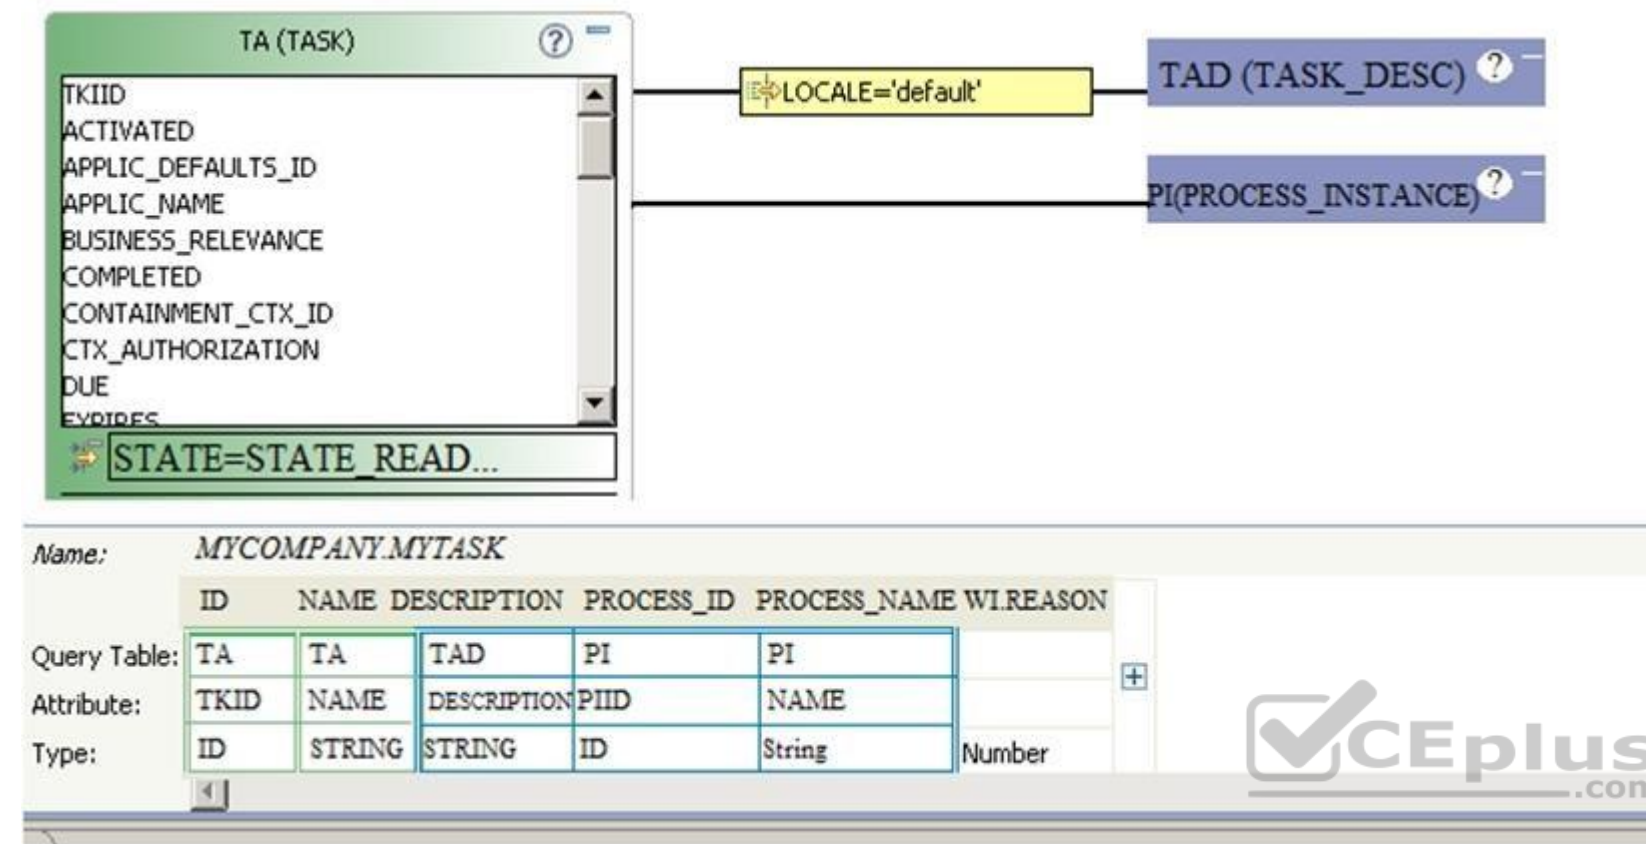 TA (TASK) ?
TKIID
ACTIVATED
APPLIC_DEFAULTS_ID
APPLIC_NAME
BUSINESS_RELEVANCE
COMPLETED
CONTAINMENT_CTX_ID
CTX_AUTHORIZATION
DUE
EXPIRES
STATE=STATE_READ...
LOCALE='default'
TAD (TASK_DESC) ?
PI(PROCESS_INSTANCE) ?
Name: MYCOMPANY.MYTASK
ID NAME DESCRIPTION PROCESS_ID PROCESS_NAME WI.REASON
Query Table: TA TA TAD PI PI
Attribute: TKID NAME DESCRIPTION PIID NAME
Type: ID STRING STRING ID String Number
CEplus
.com